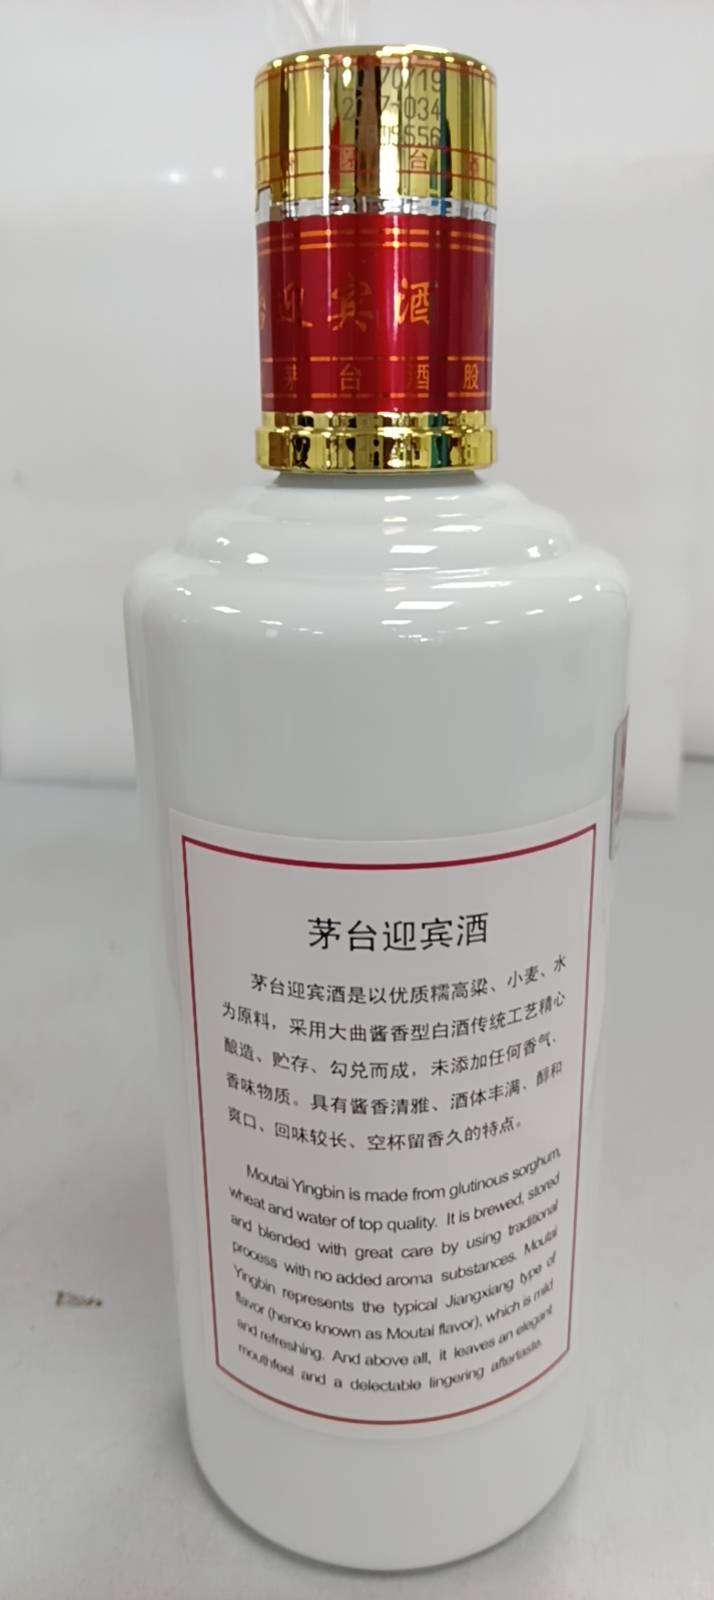 茅台酒
迎宾酒
茅台酒股
茅台迎宾酒
茅台迎宾酒是以优质糯高粱、小麦、水
为原料，采用大曲酱香型白酒传统工艺精心
酿造、贮存、勾兑而成，未添加任何香气、
香味物质。具有酱香清雅、酒体丰满、醇和
爽口、回味较长、空杯留香久的特点。
Moutai Yingbin is made from glutinous sorghum,
wheat and water of top quality. It is brewed, stored
and blended with great care by using traditional
process with no added aroma substances. Moutai
Yingbin represents the typical Jiangxiang type of
flavor (hence known as Moutai flavor), which is mild
and refreshing. And above all, it leaves an elegant
mouthfeel and a delectable lingering aftertaste.